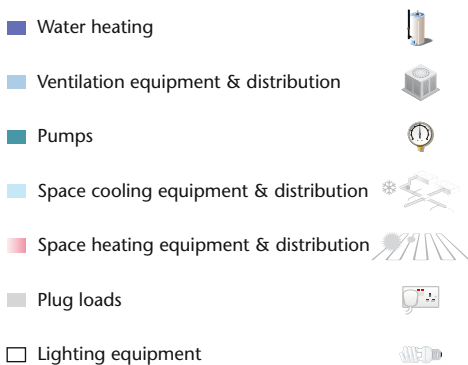 Water heating
Ventilation equipment & distribution
Pumps
Space cooling equipment & distribution
Space heating equipment & distribution
Plug loads
Lighting equipment